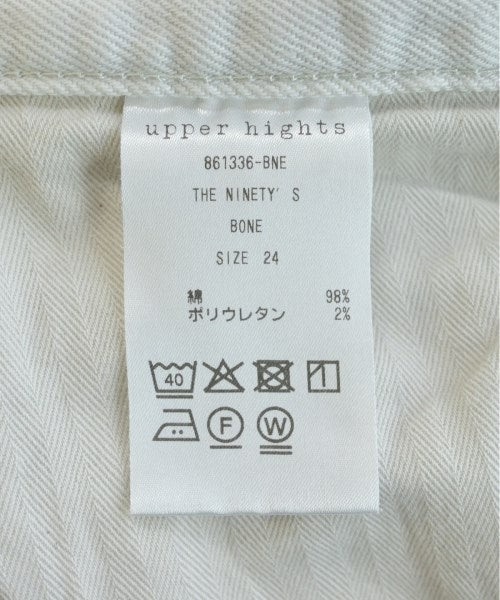 upper hights
861336-BNE
THE NINETY' S
BONE
SIZE 24
綿 98%
ポリウレタン 2%
40
F W